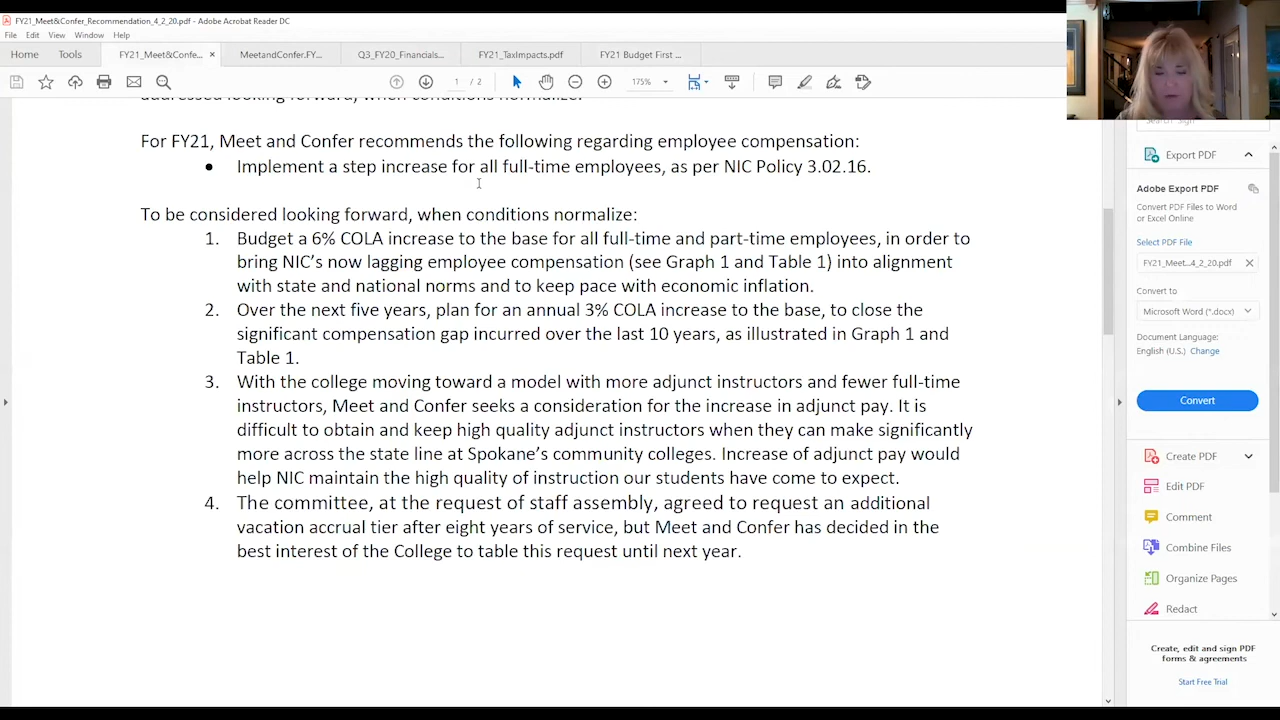 FY21_Meet&Confer_Recommendation_4_2_20.pdf - Adobe Acrobat Reader DC
File Edit View Window Help
Home Tools FY21_Meet&Confe... × MeetandConfer.FY... Q3_FY20_Financials... FY21_TaxImpacts.pdf FY21 Budget First ...
1 / 2 175%
addressed looking forward, when conditions normalize.
For FY21, Meet and Confer recommends the following regarding employee compensation:
• Implement a step increase for all full-time employees, as per NIC Policy 3.02.16.
To be considered looking forward, when conditions normalize:
1. Budget a 6% COLA increase to the base for all full-time and part-time employees, in order to
bring NIC's now lagging employee compensation (see Graph 1 and Table 1) into alignment
with state and national norms and to keep pace with economic inflation.
2. Over the next five years, plan for an annual 3% COLA increase to the base, to close the
significant compensation gap incurred over the last 10 years, as illustrated in Graph 1 and
Table 1.
3. With the college moving toward a model with more adjunct instructors and fewer full-time
instructors, Meet and Confer seeks a consideration for the increase in adjunct pay. It is
difficult to obtain and keep high quality adjunct instructors when they can make significantly
more across the state line at Spokane's community colleges. Increase of adjunct pay would
help NIC maintain the high quality of instruction our students have come to expect.
4. The committee, at the request of staff assembly, agreed to request an additional
vacation accrual tier after eight years of service, but Meet and Confer has decided in the
best interest of the College to table this request until next year.
Search 'Sign'
Export PDF
Adobe Export PDF
Convert PDF Files to Word
or Excel Online
Select PDF File
FY21_Meet...4_2_20.pdf
Convert to
Microsoft Word (*.docx)
Document Language:
English (U.S.) Change
Convert
Create PDF
Edit PDF
Comment
Combine Files
Organize Pages
Redact
Create, edit and sign PDF
forms & agreements
Start Free Trial